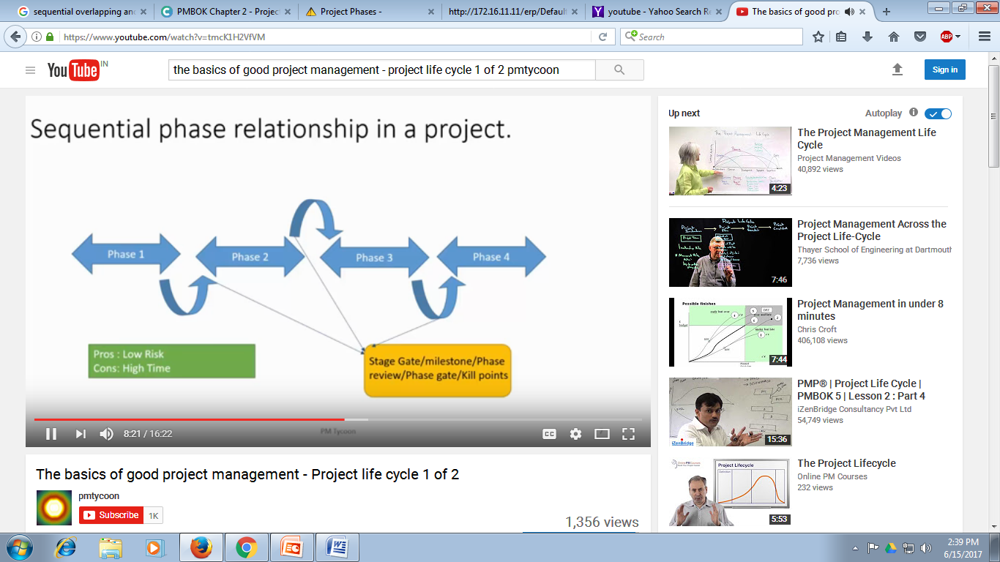 sequential overlapping and
PMBOK Chapter 2 - Project
Project Phases -
http://172.16.11.11/erp/Default
youtube - Yahoo Search Re
The basics of good pro
https://www.youtube.com/watch?v=tmcK1H2VfVM
Search
ABP
YouTube IN
the basics of good project management - project life cycle 1 of 2 pmtycoon
Sign in
Sequential phase relationship in a project.
Phase 1
Phase 2
Phase 3
Phase 4
Pros : Low Risk
Cons: High Time
Stage Gate/milestone/Phase
review/Phase gate/Kill points
8:21 / 16:22
PM Tycoon
CC
The basics of good project management - Project life cycle 1 of 2
pmtycoon
Subscribe 1K
1,356 views
Up next
Autoplay
The Project Management Life
Cycle
Project Management Videos
40,892 views
4:23
Project Management Across the
Project Life-Cycle
Thayer School of Engineering at Dartmouth
7,736 views
7:46
Project Management in under 8
minutes
Chris Croft
406,108 views
Possible finishes
7:44
PMP® | Project Life Cycle |
PMBOK 5 | Lesson 2 : Part 4
iZenBridge Consultancy Pvt Ltd
54,749 views
iZenBridge
15:36
The Project Lifecycle
Online PM Courses
232 views
Project Lifecycle
5:53
2:39 PM
6/15/2017